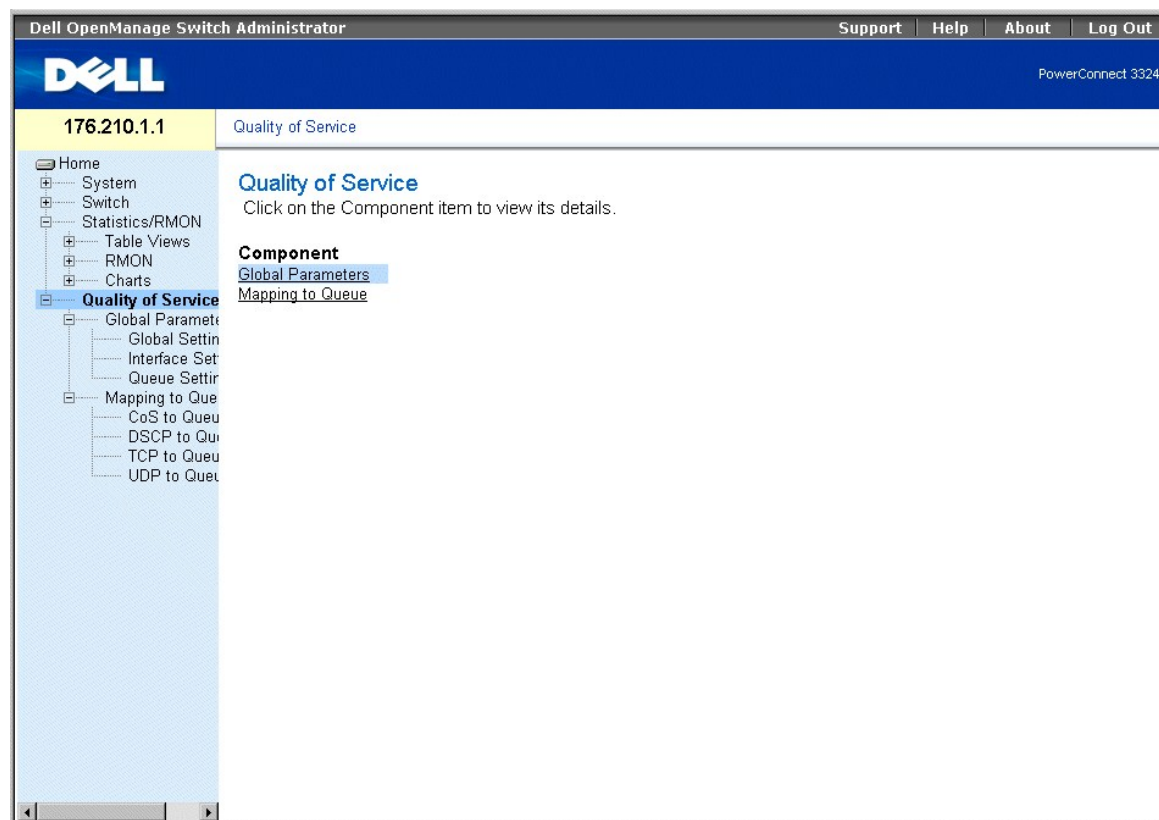 Dell OpenManage Switch Administrator
Support | Help | About | Log Out
DELL
PowerConnect 3324
176.210.1.1
Quality of Service
Home
System
Switch
Statistics/RMON
Table Views
RMON
Charts
Quality of Service
Global Paramete
Global Settin
Interface Set
Queue Settin
Mapping to Que
CoS to Queu
DSCP to Qu
TCP to Queu
UDP to Queu
Quality of Service
Click on the Component item to view its details.
Component
Global Parameters
Mapping to Queue